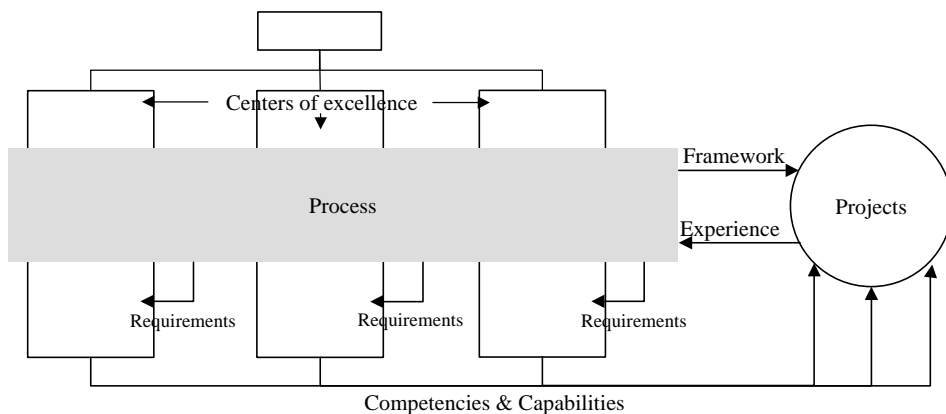 Centers of excellence
Framework
Process
Projects
Experience
Requirements
Requirements
Requirements
Competencies & Capabilities